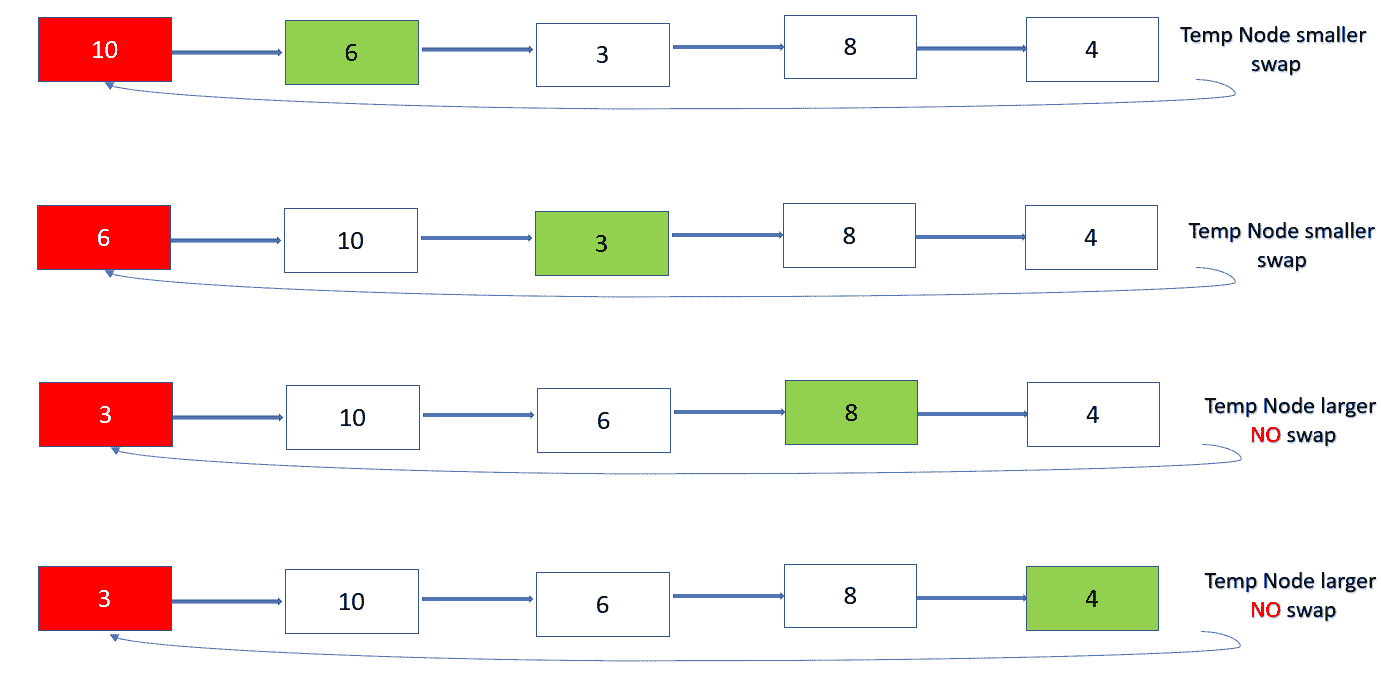 10 6 3 8 4 Temp Node smaller
swap
6 10 3 8 4 Temp Node smaller
swap
3 10 6 8 4 Temp Node larger
NO swap
3 10 6 8 4 Temp Node larger
NO swap